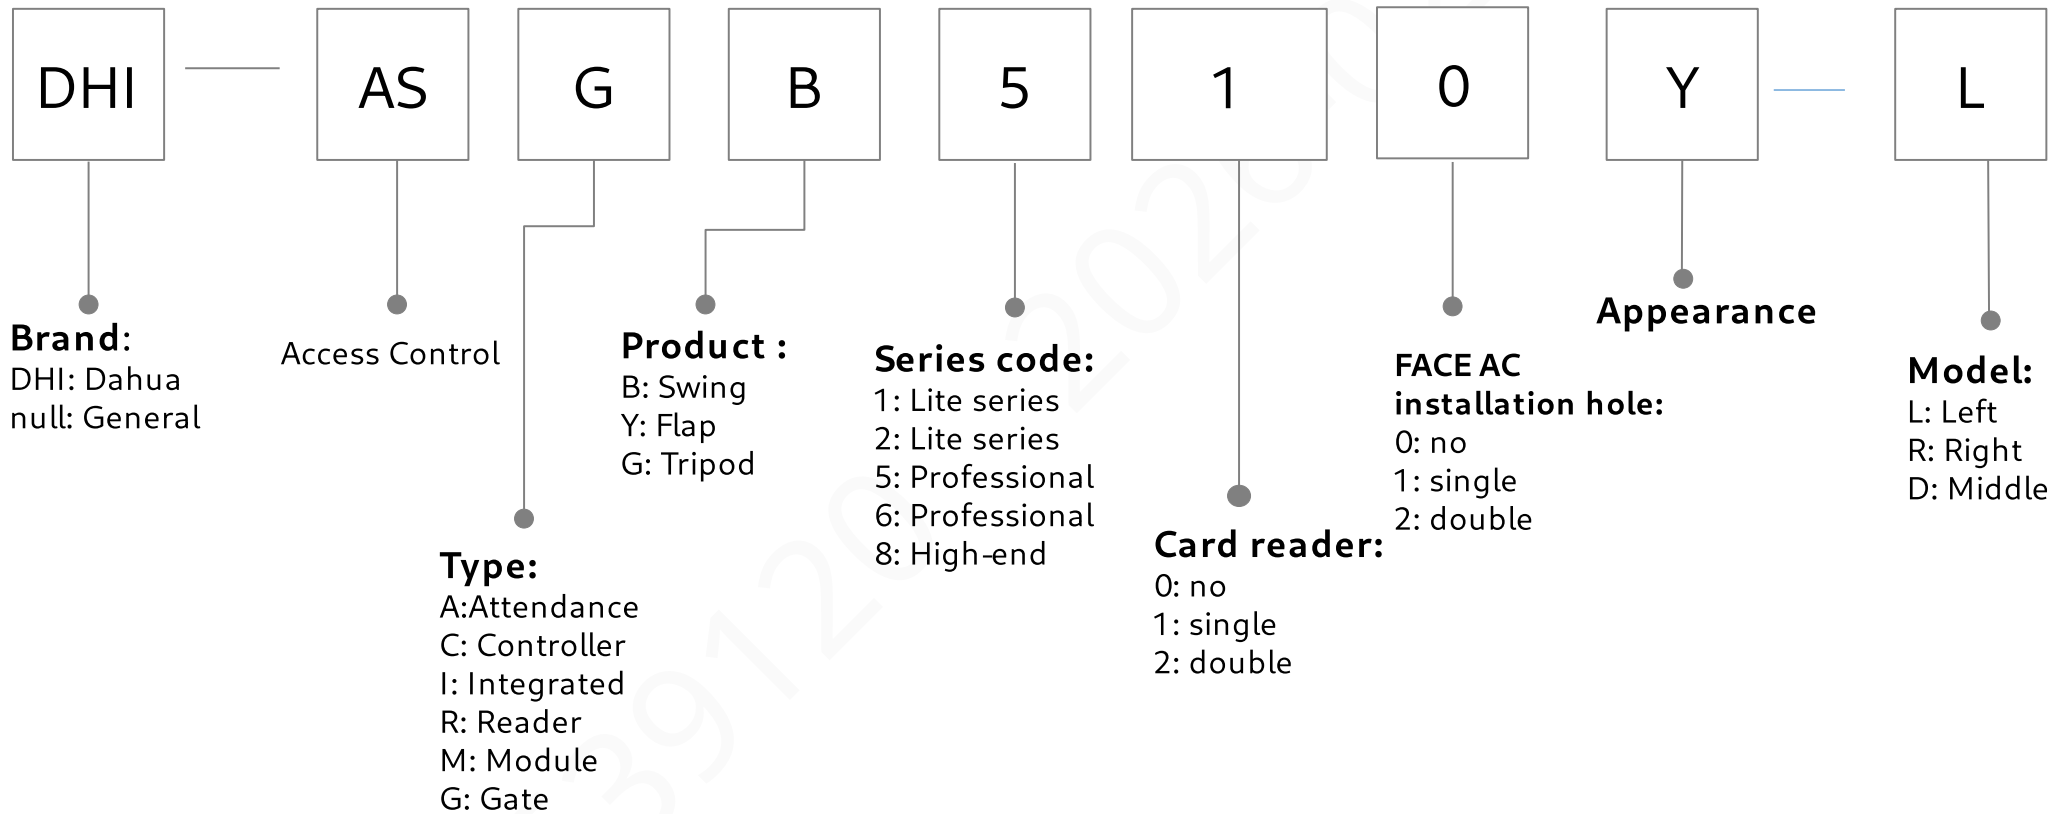 DHI — AS G B 5 1 0 Y — L
Brand:
DHI: Dahua
null: General
Access Control
Type:
A:Attendance
C: Controller
I: Integrated
R: Reader
M: Module
G: Gate
Product :
B: Swing
Y: Flap
G: Tripod
Series code:
1: Lite series
2: Lite series
5: Professional
6: Professional
8: High-end
Card reader:
0: no
1: single
2: double
FACE AC
installation hole:
0: no
1: single
2: double
Appearance
Model:
L: Left
R: Right
D: Middle